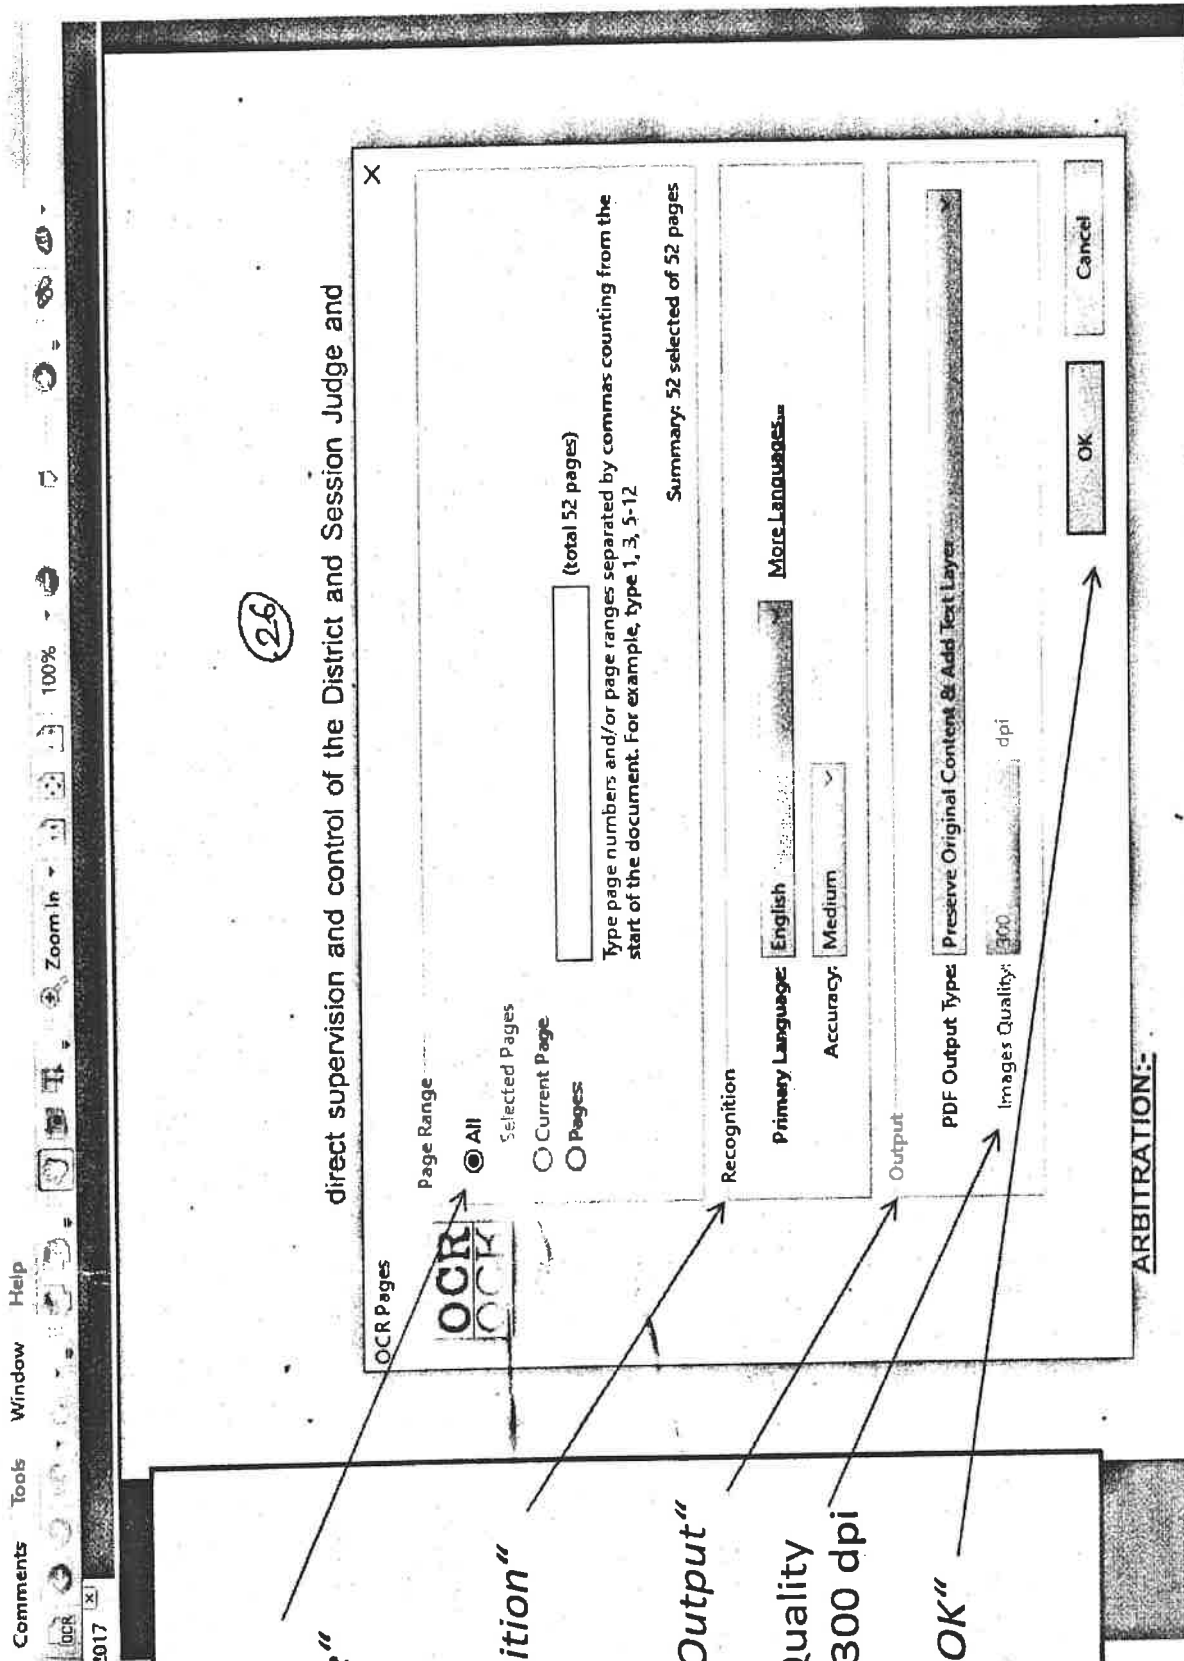 Comments Tools Window Help
OCR
Zoom In
100%
2017 x
26
direct supervision and control of the District and Session Judge and
OCR Pages
X
OCR
OCR
Page Range
All
Selected Pages
Current Page
Pages:
(total 52 pages)
Type page numbers and/or page ranges separated by commas counting from the
start of the document. For example, type 1, 3, 5-12
Summary: 52 selected of 52 pages
Recognition
Primary Language: English
More Languages...
Accuracy: Medium
Output
PDF Output Type: Preserve Original Content & Add Text Layer
Images Quality: 300 dpi
OK
Cancel
ARBITRATION:-
ition“
Output“
Quality
300 dpi
OK“